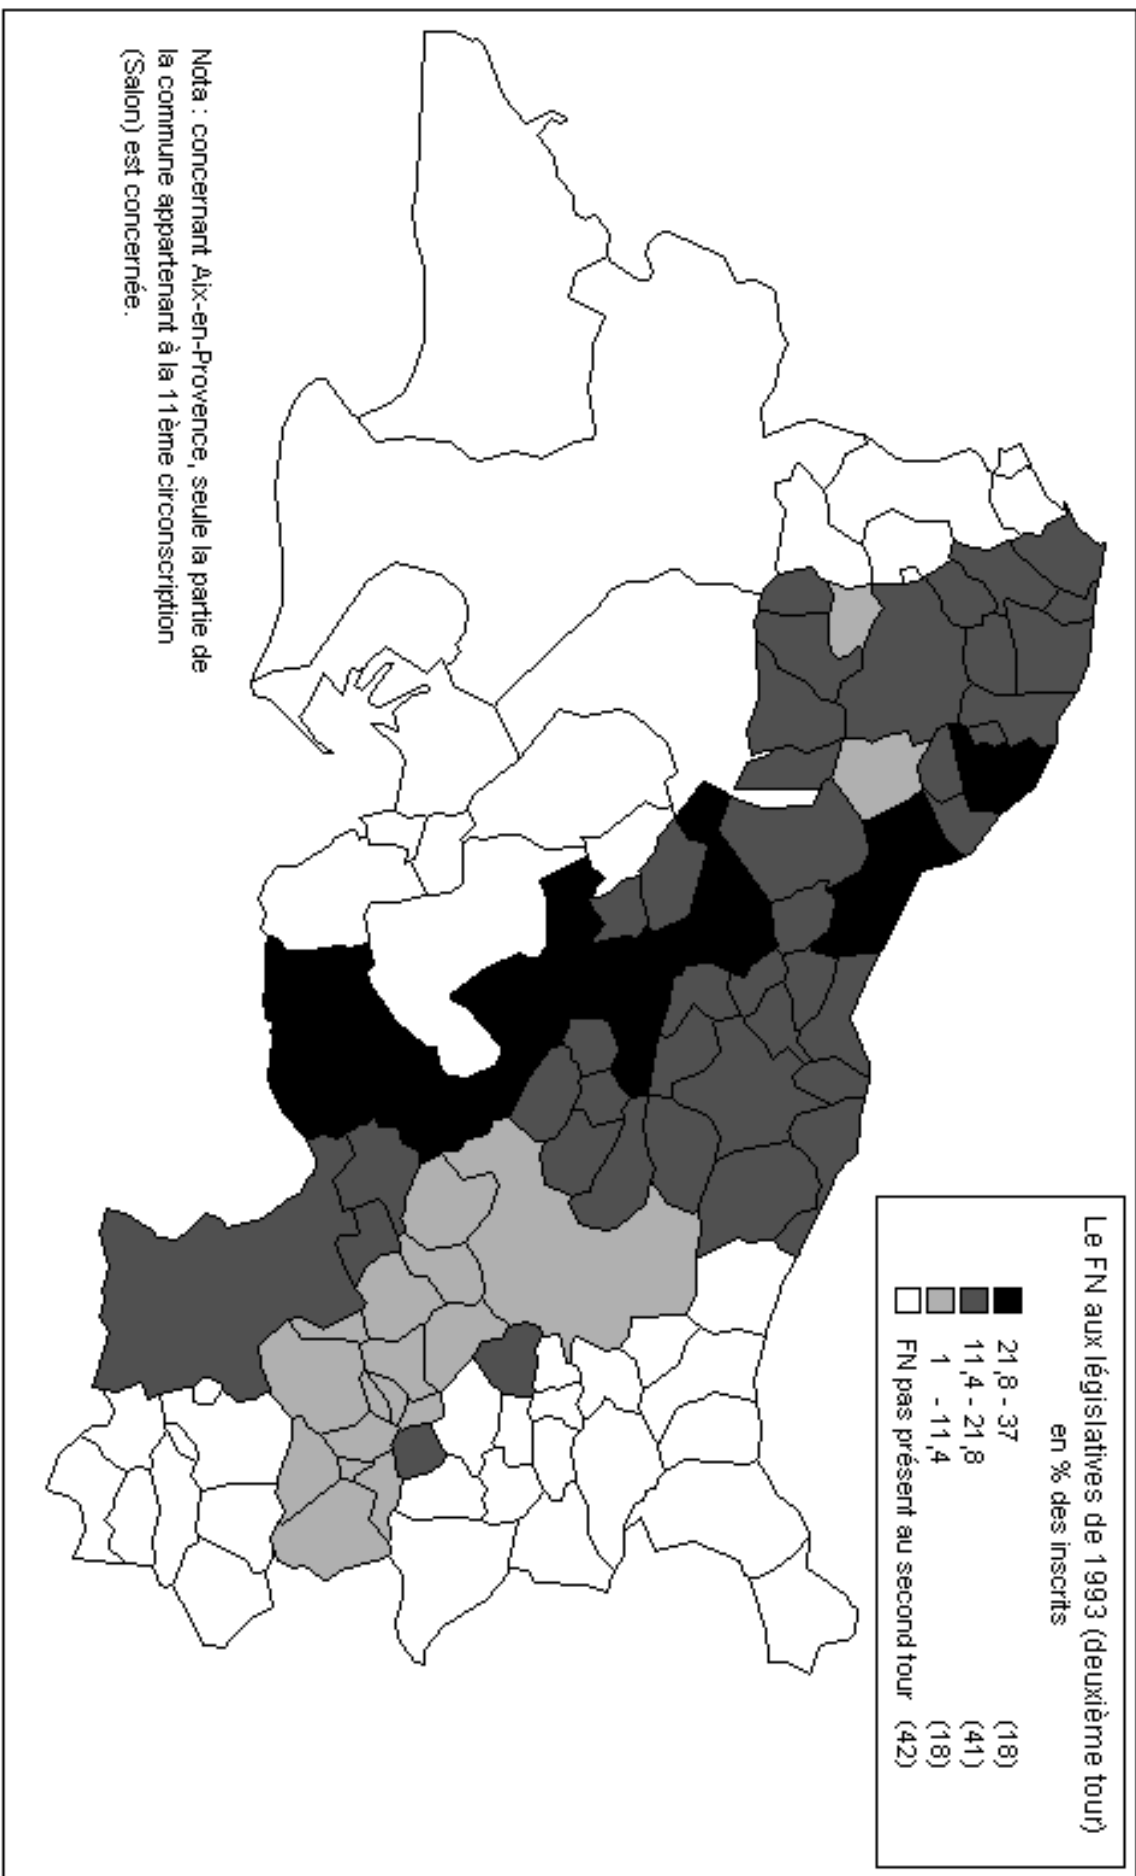 Le FN aux législatives de 1993 (deuxième tour)
en % des inscrits
21,8 - 37 (18)
11,4 - 21,8 (41)
1 - 11,4 (18)
FN pas présent au second tour (42)
Nota : concernant Aix-en-Provence, seule la partie de
la commune appartenant à la 11ème circonscription
(Salon) est concernée.